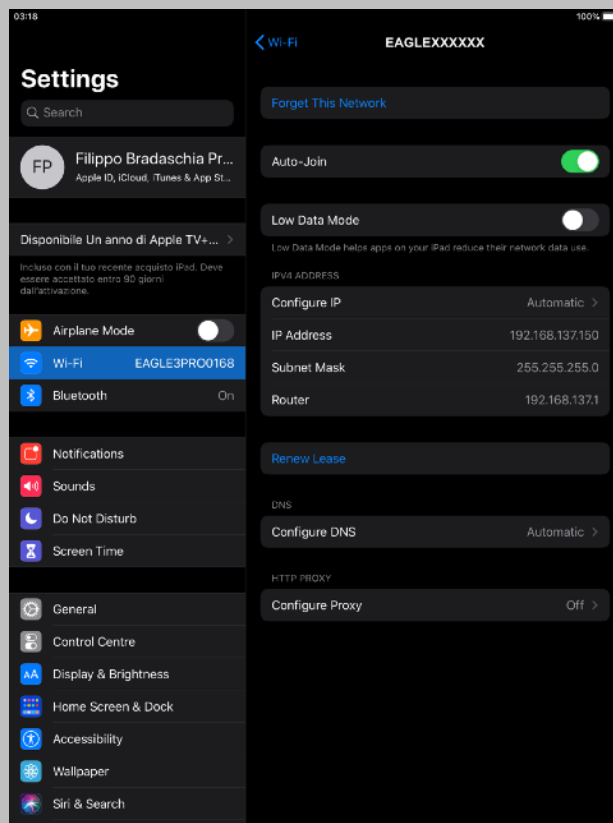 03:18
100%
Settings
Search
FP
Filippo Bradaschia Pr...
Apple ID, iCloud, iTunes & App St...
Disponibile Un anno di Apple TV+...
Incluso con il tuo recente acquisto iPad. Deve
essere accettato entro 90 giorni
dall'attivazione.
Airplane Mode
Wi-Fi EAGLE3PRO0168
Bluetooth On
Notifications
Sounds
Do Not Disturb
Screen Time
General
Control Centre
AA Display & Brightness
Home Screen & Dock
Accessibility
Wallpaper
Siri & Search
Wi-Fi EAGLEXXXXXX
Forget This Network
Auto-Join
Low Data Mode
Low Data Mode helps apps on your iPad reduce their network data use.
IPV4 ADDRESS
Configure IP Automatic
IP Address 192.168.137.150
Subnet Mask 255.255.255.0
Router 192.168.137.1
Renew Lease
DNS
Configure DNS Automatic
HTTP PROXY
Configure Proxy Off